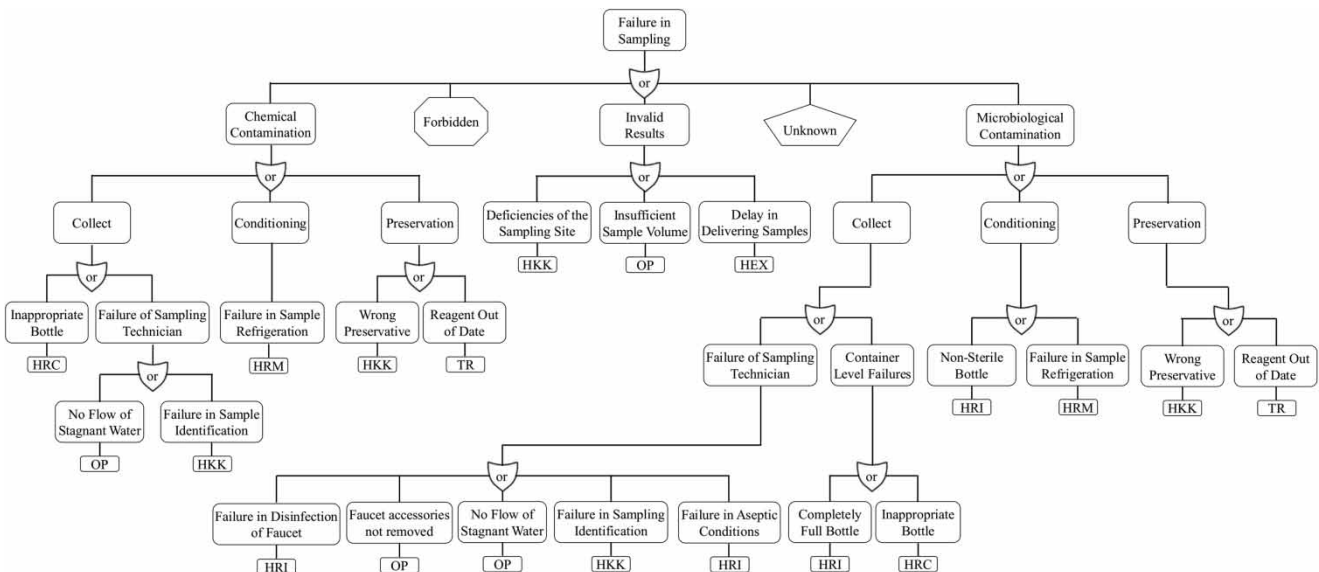 Failure in
Sampling
or
Chemical
Contamination
Forbidden
Invalid
Results
Unknown
Microbiological
Contamination
or
or
or
Collect
Conditioning
Preservation
Deficiencies of the
Sampling Site
HKK
Insufficient
Sample Volume
OP
Delay in
Delivering Samples
HEX
Collect
Conditioning
Preservation
or
or
Inappropriate
Bottle
HRC
Failure of Sampling
Technician
Failure in Sample
Refrigeration
HRM
Wrong
Preservative
HKK
Reagent Out
of Date
TR
or
or
or
Failure of Sampling
Technician
Container
Level Failures
Non-Sterile
Bottle
HRI
Failure in Sample
Refrigeration
HRM
Wrong
Preservative
HKK
Reagent Out
of Date
TR
or
No Flow of
Stagnant Water
OP
Failure in Sample
Identification
HKK
or
or
Failure in Disinfection
of Faucet
HRI
Faucet accessories
not removed
OP
No Flow of
Stagnant Water
OP
Failure in Sampling
Identification
HKK
Failure in Aseptic
Conditions
HRI
Completely
Full Bottle
HRI
Inappropriate
Bottle
HRC